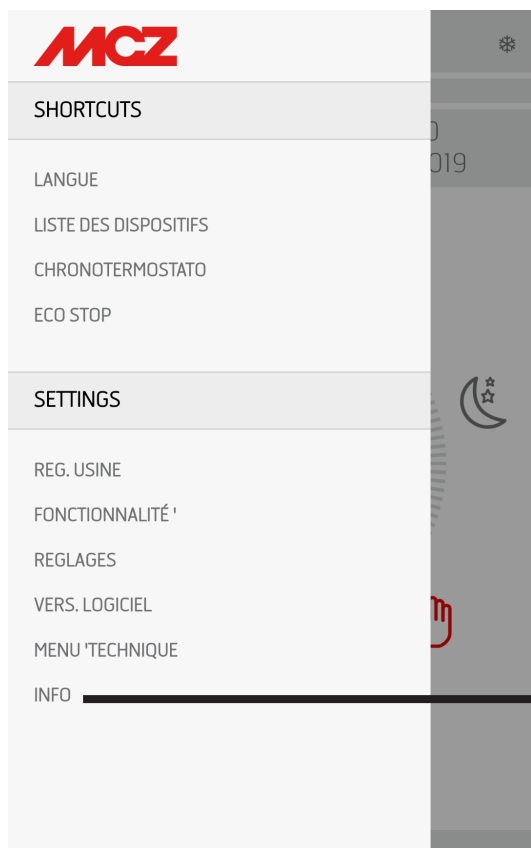 MCZ
SHORTCUTS
019
LANGUE
LISTE DES DISPOSITIFS
CHRONOTERMOSTATO
ECO STOP
SETTINGS
REG. USINE
FONCTIONNALITÉ '
REGLAGES
VERS. LOGICIEL
MENU 'TECHNIQUE
INFO